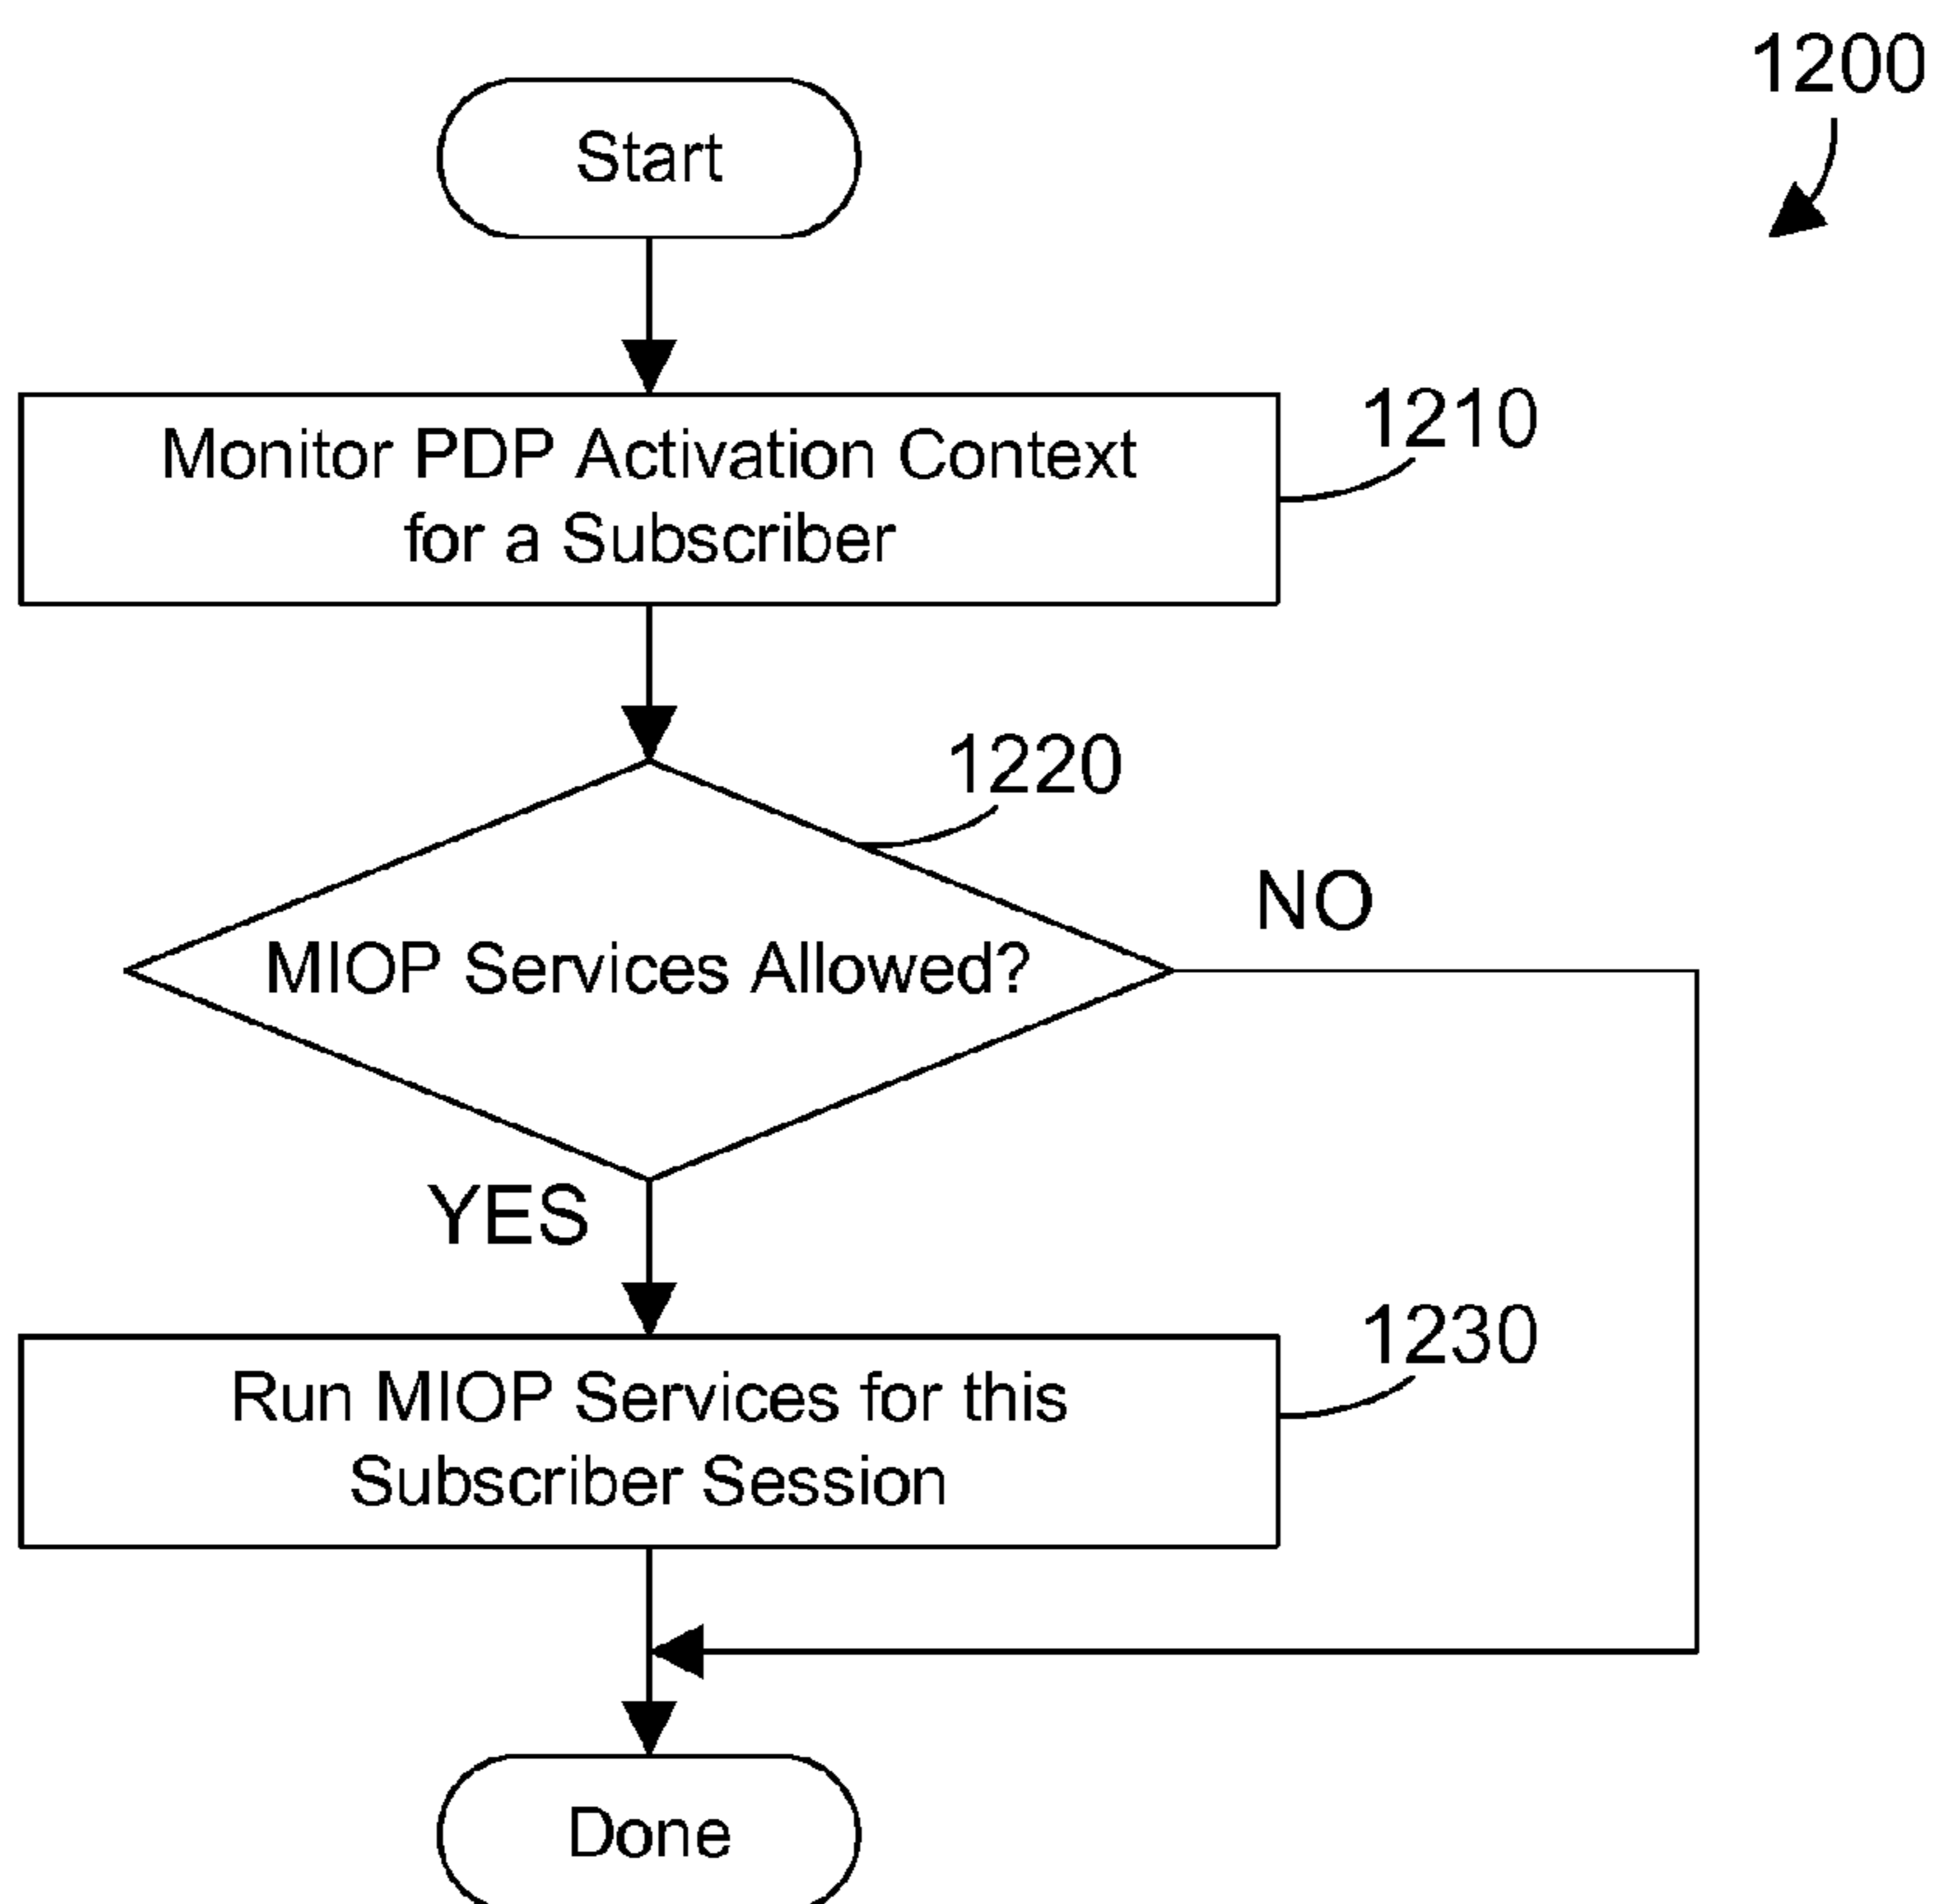 1200
Start
Monitor PDP Activation Context
for a Subscriber
1210
1220
MIOP Services Allowed?
NO
YES
Run MIOP Services for this
Subscriber Session
1230
Done